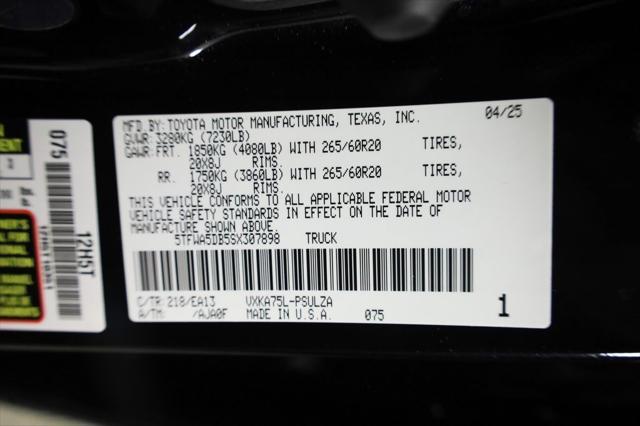 MFD.BY:TOYOTA MOTOR MANUFACTURING, TEXAS, INC. 04/25
GVWR:3280KG (7230LB)
GAWR:FRT. 1850KG (4080LB) WITH 265/60R20 TIRES,
20X8J RIMS.
RR. 1750KG (3860LB) WITH 265/60R20 TIRES,
20X8J RIMS.
THIS VEHICLE CONFORMS TO ALL APPLICABLE FEDERAL MOTOR
VEHICLE SAFETY STANDARDS IN EFFECT ON THE DATE OF
MANUFACTURE SHOWN ABOVE.
5TFWA5DB5SX307898 TRUCK
C/TR:218/EA13 VXKA75L-PSULZA
A/TM: /AJA0F MADE IN U.S.A. 075 1
075
12H5T